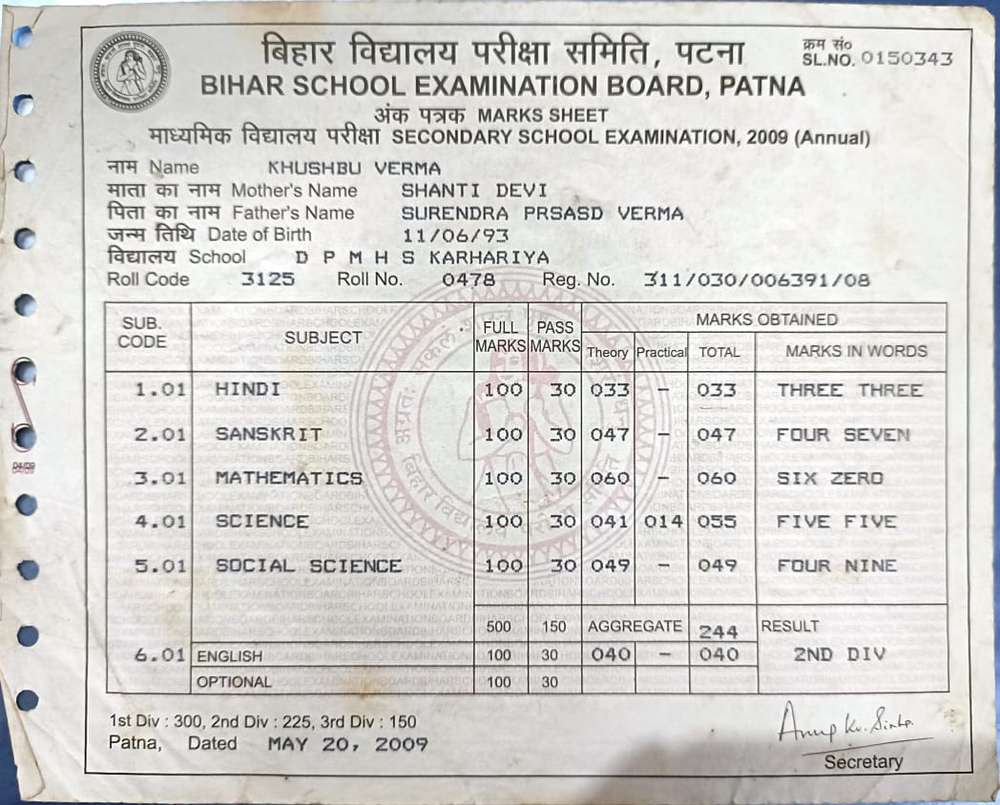 बिहार विद्यालय परीक्षा समिति, पटना
क्रम सं०
SL.NO. 0150343
BIHAR SCHOOL EXAMINATION BOARD, PATNA
अंक पत्रक MARKS SHEET
माध्यमिक विद्यालय परीक्षा SECONDARY SCHOOL EXAMINATION, 2009 (Annual)
नाम Name KHUSHBU VERMA
माता का नाम Mother's Name SHANTI DEVI
पिता का नाम Father's Name SURENDRA PRSASD VERMA
जन्म तिथि Date of Birth 11/06/93
विद्यालय School D P M H S KARHARIYA
Roll Code 3125 Roll No. 0478 Reg. No. 311/030/006391/08
SUB. CODE SUBJECT FULL MARKS PASS MARKS MARKS OBTAINED
Theory Practical TOTAL MARKS IN WORDS
1.01 HINDI 100 30 033 - 033 THREE THREE
2.01 SANSKRIT 100 30 047 - 047 FOUR SEVEN
3.01 MATHEMATICS 100 30 060 - 060 SIX ZERO
4.01 SCIENCE 100 30 041 014 055 FIVE FIVE
5.01 SOCIAL SCIENCE 100 30 049 - 049 FOUR NINE
500 150 AGGREGATE 244 RESULT
6.01 ENGLISH 100 30 040 - 040 2ND DIV
OPTIONAL 100 30
1st Div : 300, 2nd Div : 225, 3rd Div : 150
Patna, Dated MAY 20, 2009
Anup Kr. Sinha
Secretary